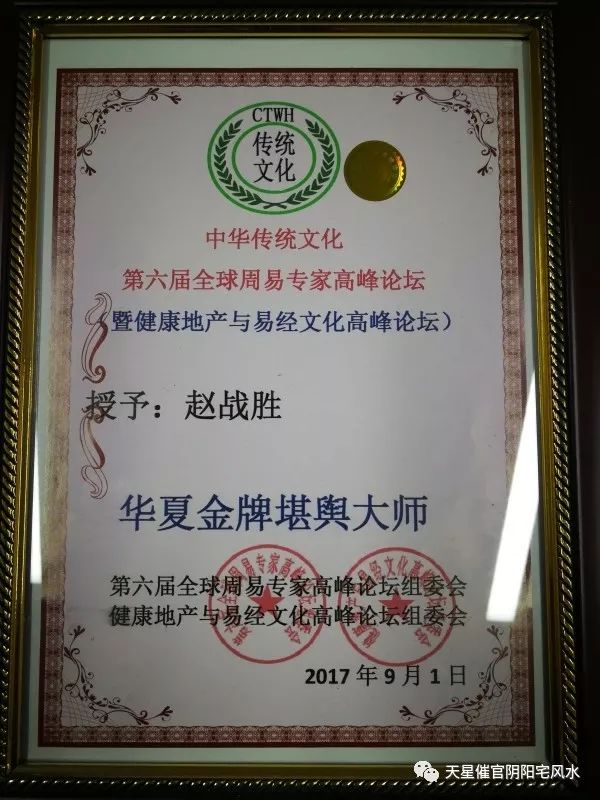 CTWH
传统
文化
中华传统文化
第六届全球周易专家高峰论坛
（暨健康地产与易经文化高峰论坛）
授予：赵战胜
华夏金牌堪舆大师
第六届全球周易专家高峰论坛组委会
健康地产与易经文化高峰论坛组委会
2017年9月1日
天星催官阴阳宅风水